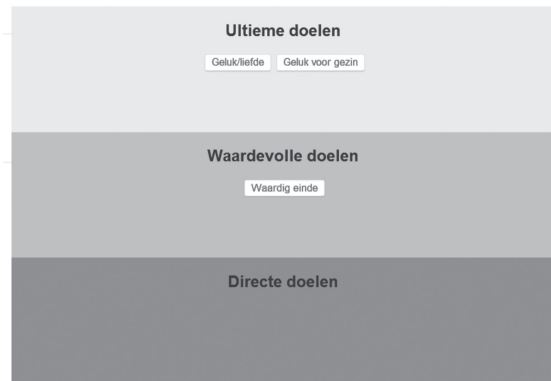 Ultieme doelen
Geluk/liefde Geluk voor gezin
Waardevolle doelen
Waardig einde
Directe doelen